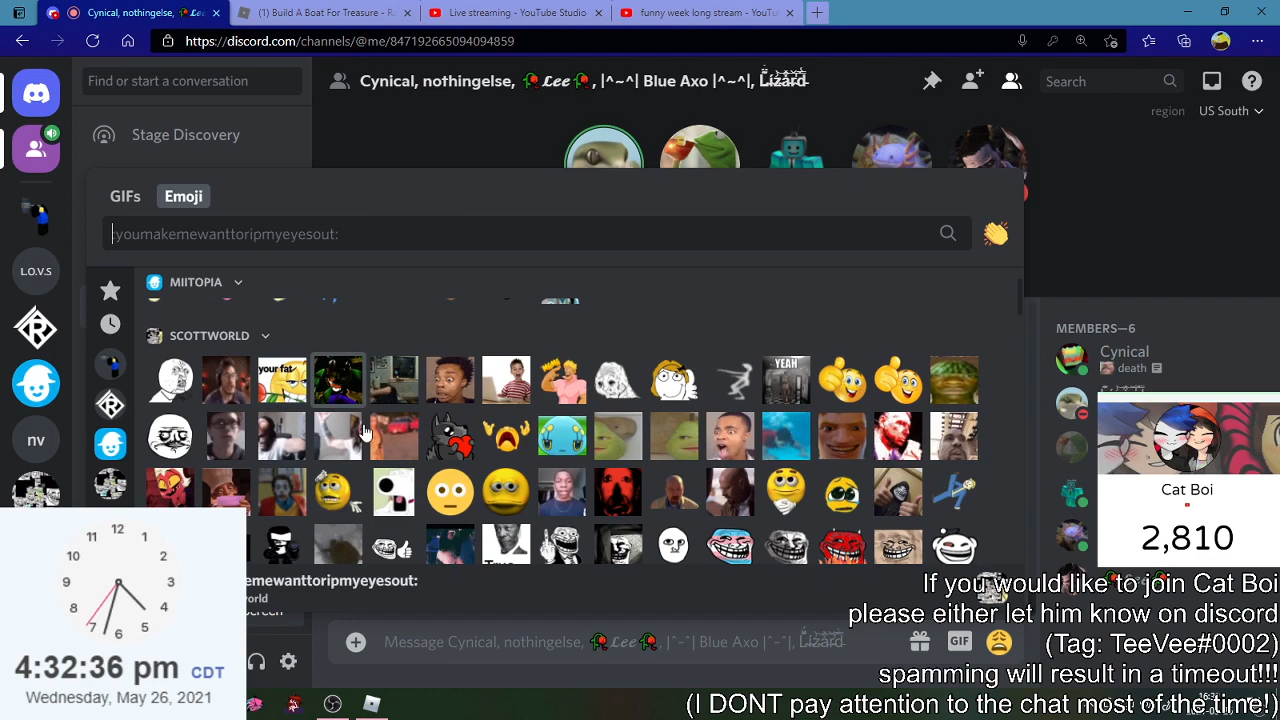 Cynical, nothingelse,
(1) Build A Boat For Treasure - R
Live streaming - YouTube Studio
funny week long stream - YouTu
https://discord.com/channels/@me/847192665094094859
Find or start a conversation
Cynical, nothingelse, 🥀𝓛𝓮𝓮🥀, |^~^| Blue Axo |^~^|, Lizard
Search
Stage Discovery
region
US South
GIFs
Emoji
:youmakemewanttoripmyeyesout:
L.O.V.S
MIITOPIA
SCOTTWORLD
MEMBERS—6
Cynical
death
your fat
YEAH
nv
Cat Boi
2,810
emewanttoripmyeyesout:
world
Message Cynical, nothingelse, 🥀𝓛𝓮𝓮🥀, |^~^| Blue Axo |^~^|, Lizard
GIF
12
11
1
10
2
9
3
8
4
7
5
6
4:32:36 pm CDT
Wednesday, May 26, 2021
If you would like to join Cat Boi
please either let him know on discord
(Tag: TeeVee#0002)
spamming will result in a timeout!!!
(I DONT pay attention to the chat most of the time!)